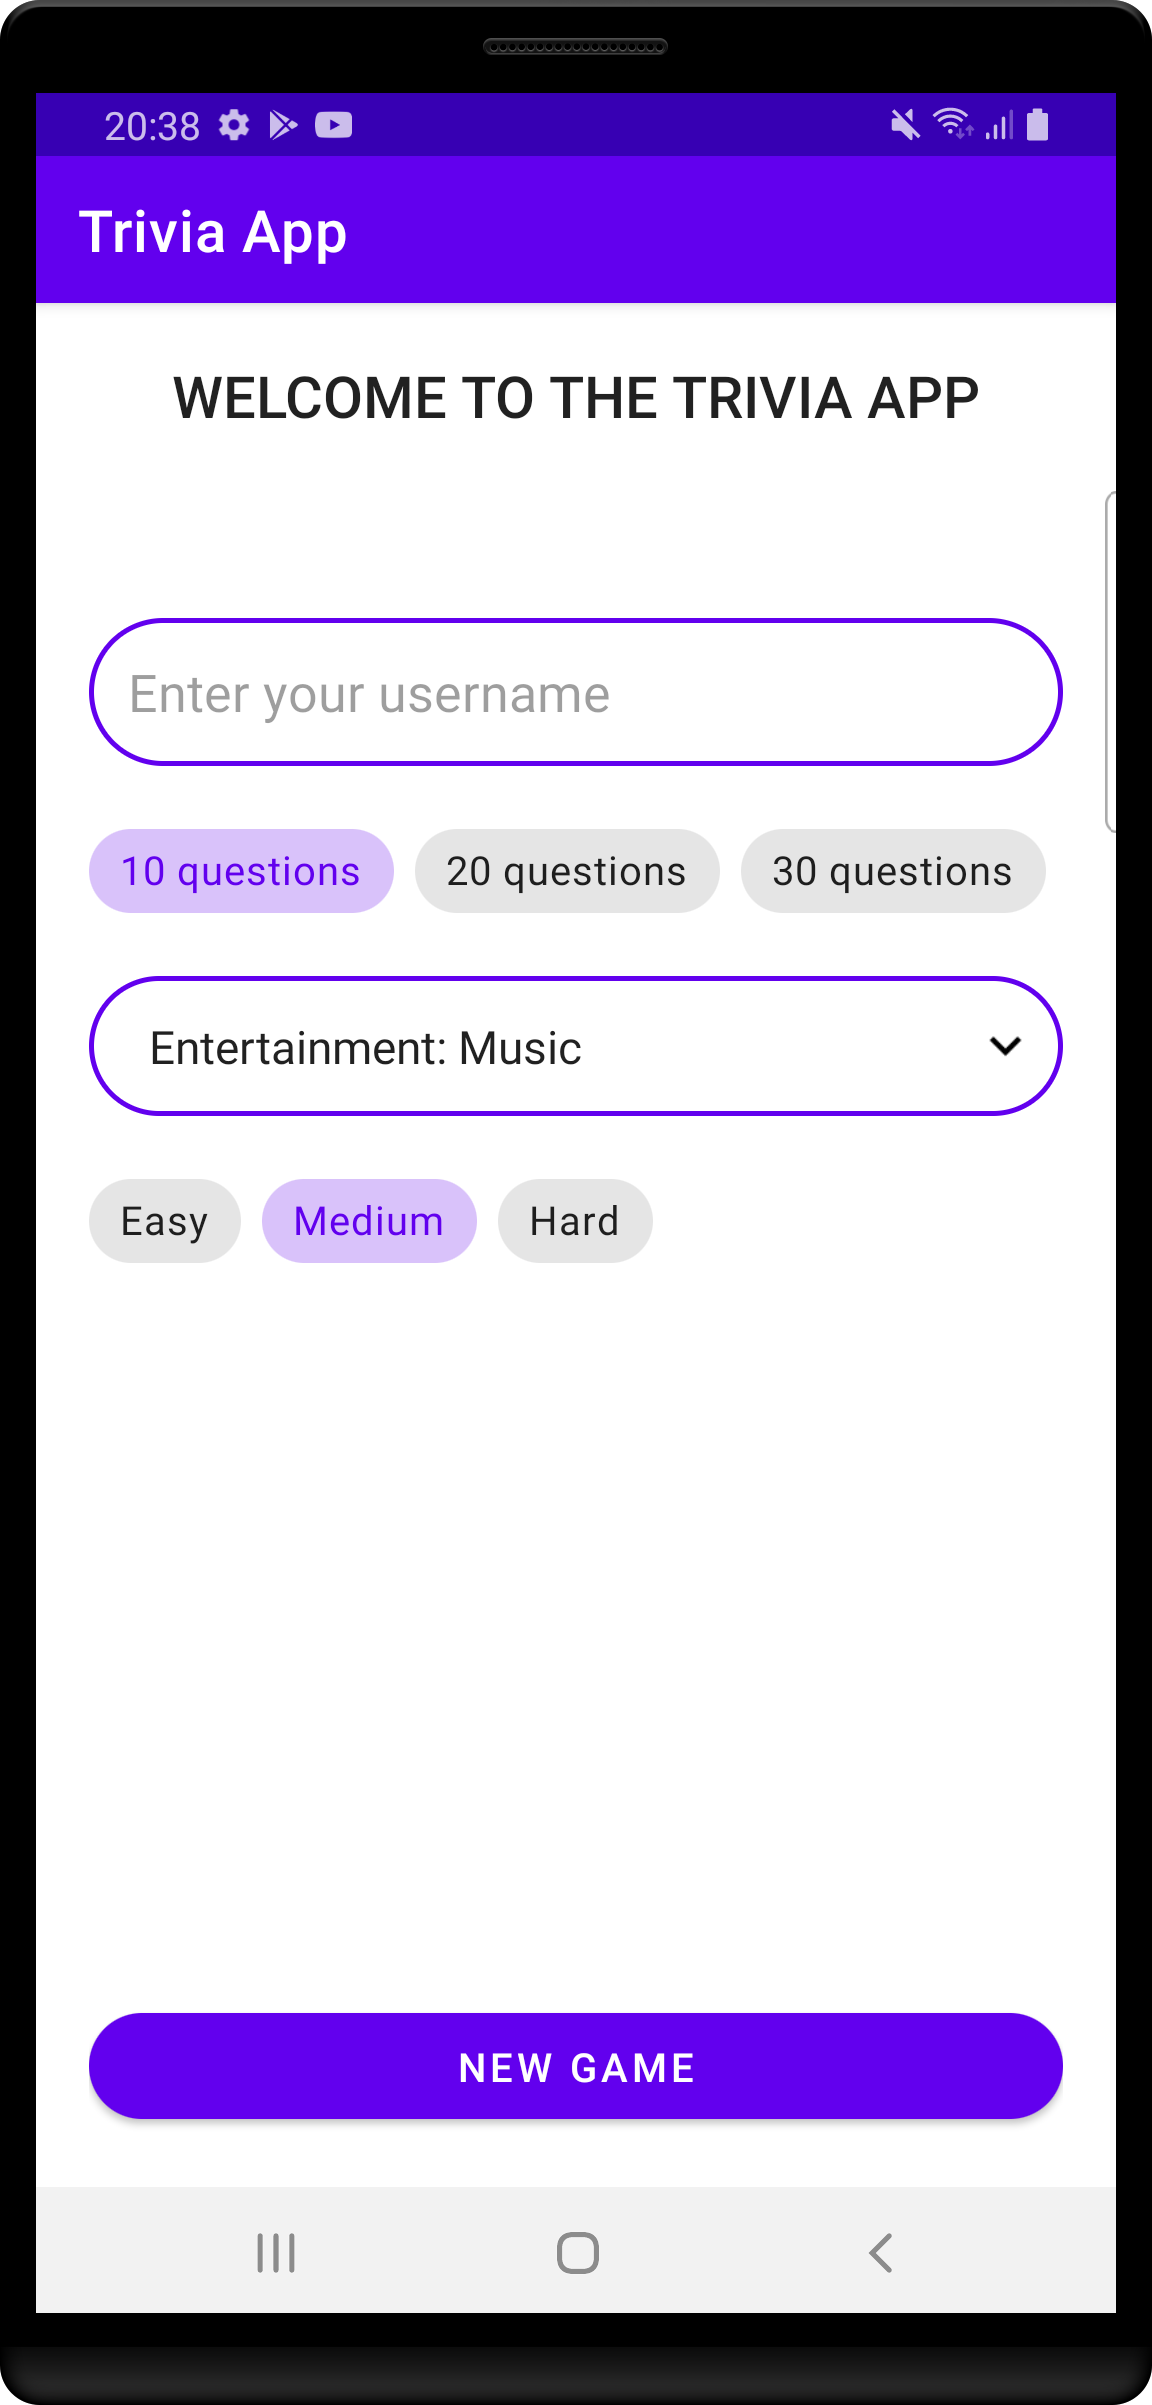 20:38
Trivia App
WELCOME TO THE TRIVIA APP
Enter your username
10 questions 20 questions 30 questions
Entertainment: Music
Easy Medium Hard
NEW GAME